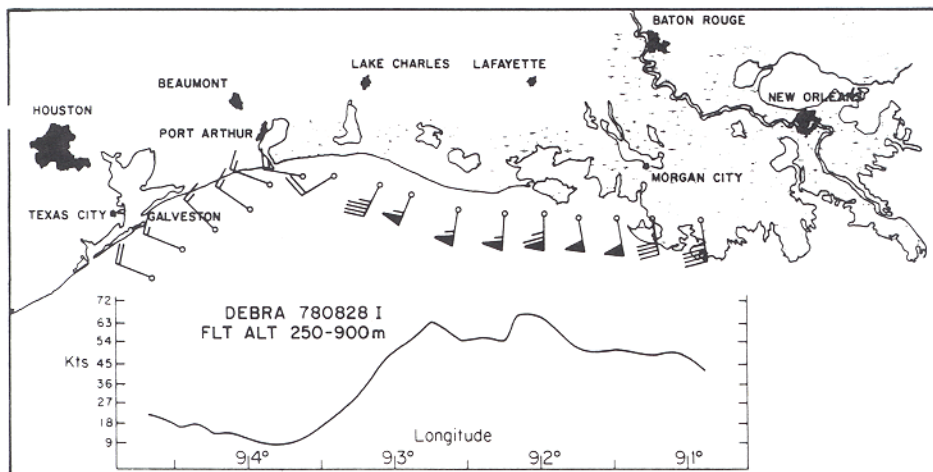 BATON ROUGE
LAKE CHARLES
LAFAYETTE
BEAUMONT
NEW ORLEANS
HOUSTON
PORT ARTHUR
MORGAN CITY
TEXAS CITY
GALVESTON
DEBRA 780828 I
FLT ALT 250-900m
72
63
54
Kts
45
36
27
18
9
Longitude
94°
93°
92°
91°